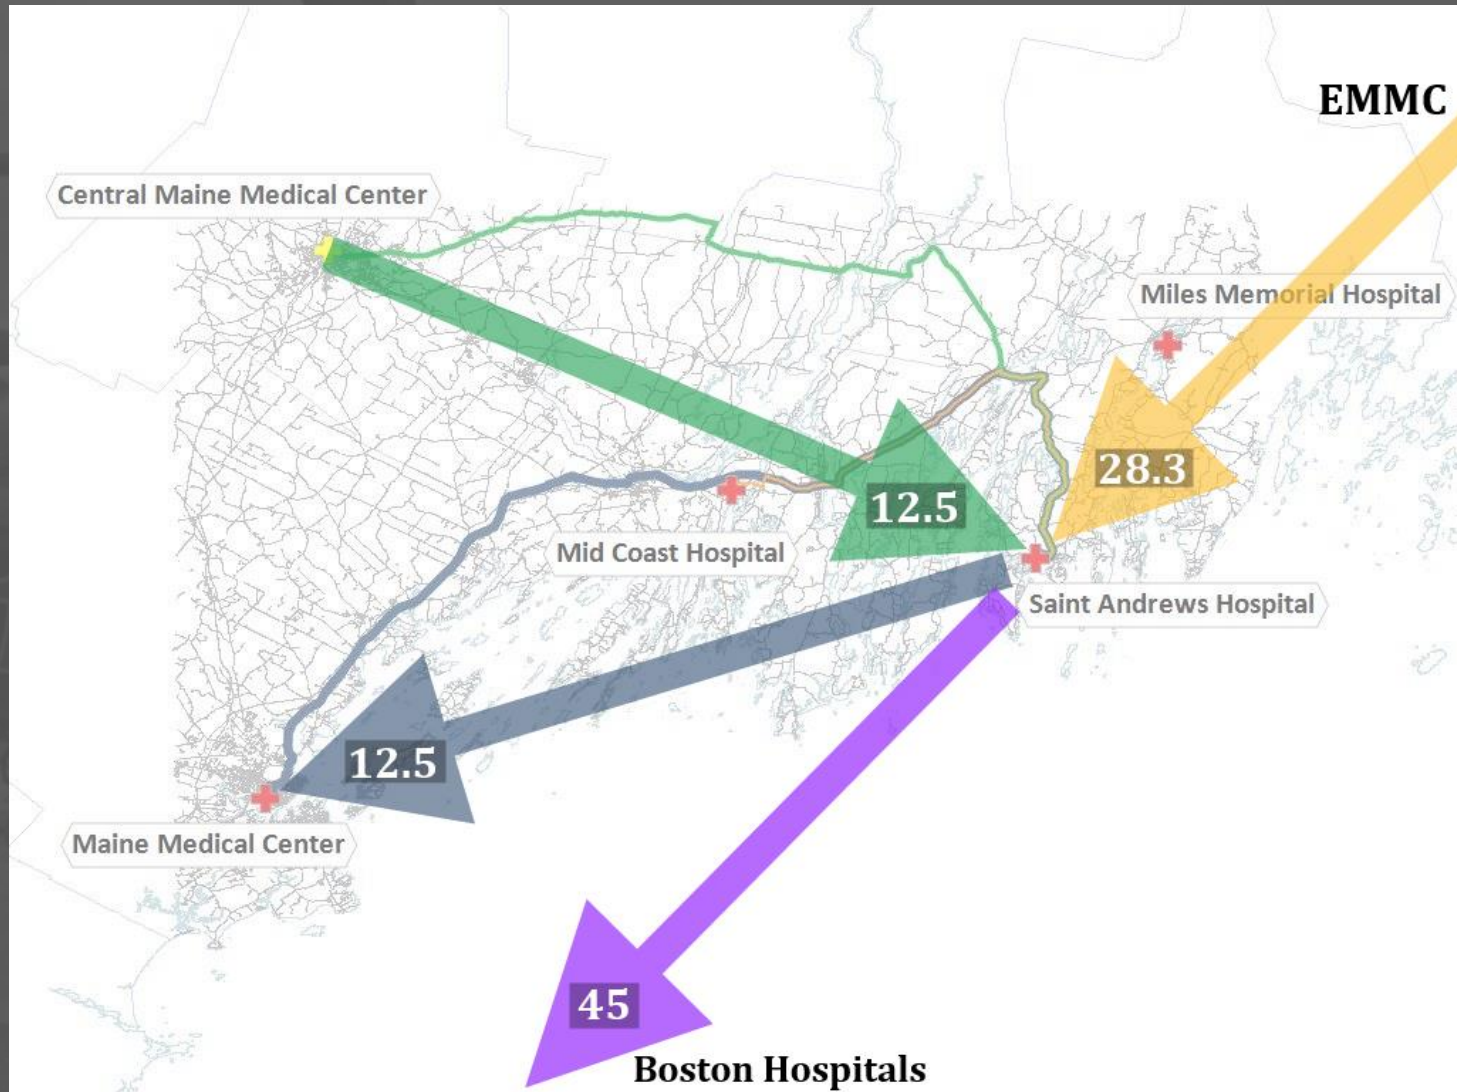 EMMC
Central Maine Medical Center
Miles Memorial Hospital
28.3
12.5
Mid Coast Hospital
Saint Andrews Hospital
12.5
Maine Medical Center
45
Boston Hospitals